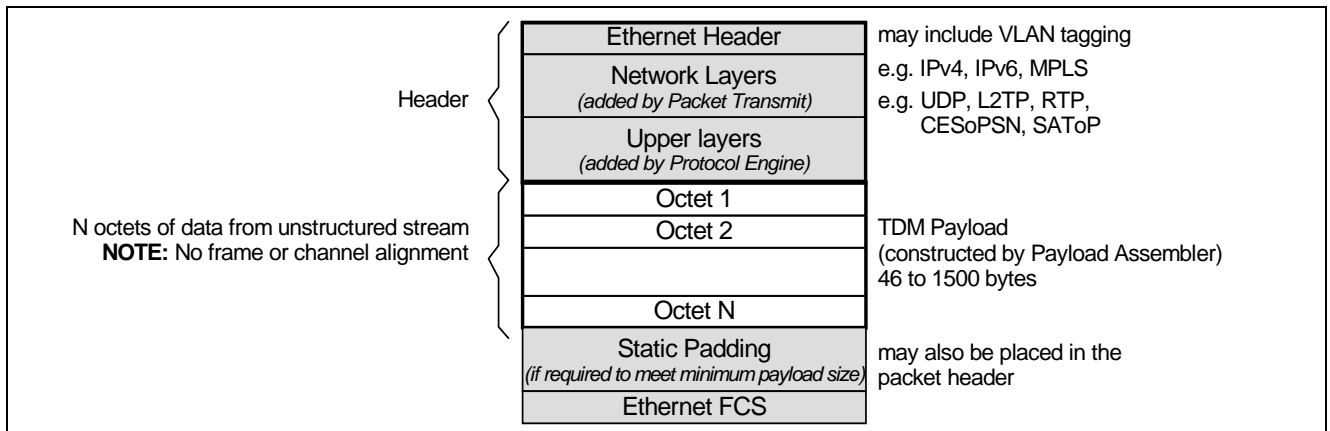 Ethernet Header
may include VLAN tagging
Network Layers
(added by Packet Transmit)
e.g. IPv4, IPv6, MPLS
Header
e.g. UDP, L2TP, RTP,
CESoPSN, SAToP
Upper layers
(added by Protocol Engine)
Octet 1
N octets of data from unstructured stream
NOTE: No frame or channel alignment
Octet 2
TDM Payload
(constructed by Payload Assembler)
46 to 1500 bytes
Octet N
Static Padding
(if required to meet minimum payload size)
may also be placed in the
packet header
Ethernet FCS